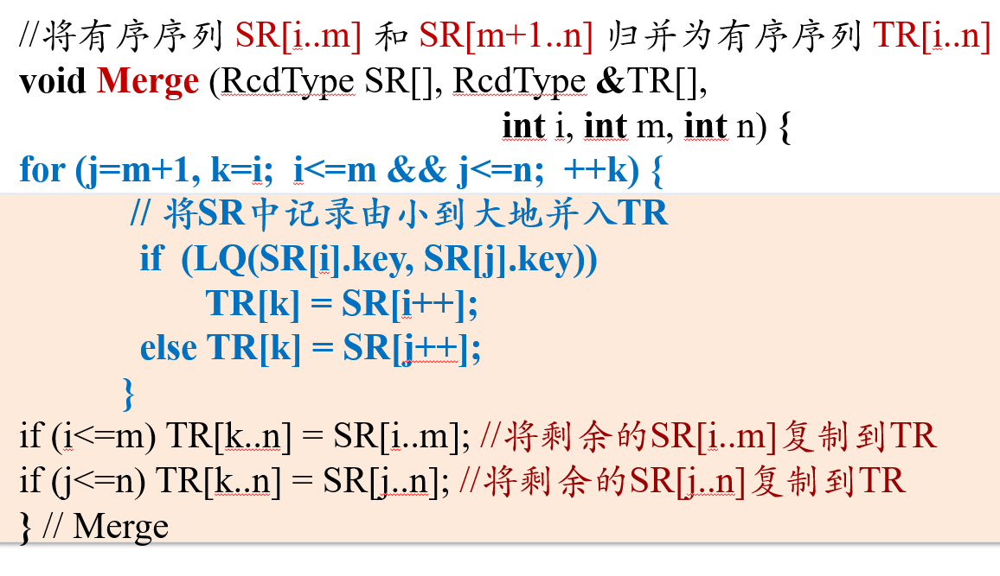 //将有序序列 SR[i..m] 和 SR[m+1..n] 归并为有序序列 TR[i..n]
void Merge (RcdType SR[], RcdType &TR[],
int i, int m, int n) {
for (j=m+1, k=i; i<=m && j<=n; ++k) {
// 将SR中记录由小到大地并入TR
if (LQ(SR[i].key, SR[j].key))
TR[k] = SR[i++];
else TR[k] = SR[j++];
}
if (i<=m) TR[k..n] = SR[i..m]; //将剩余的SR[i..m]复制到TR
if (j<=n) TR[k..n] = SR[j..n]; //将剩余的SR[j..n]复制到TR
} // Merge